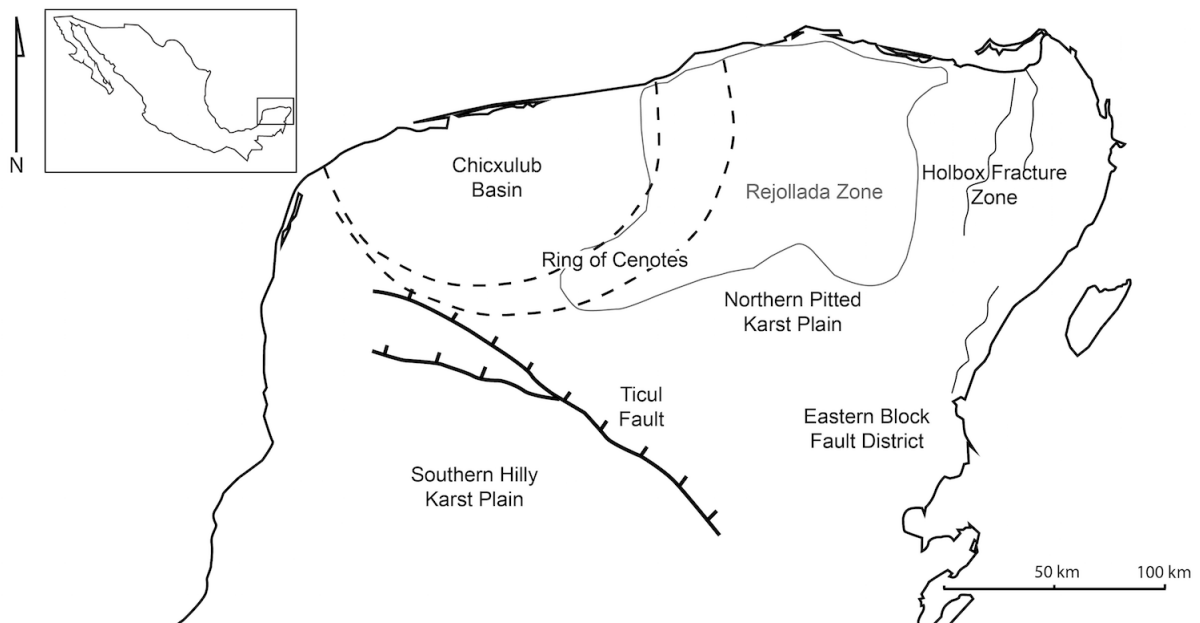 N
Chicxulub
Basin
Rejollada Zone
Holbox Fracture
Zone
Ring of Cenotes
Northern Pitted
Karst Plain
Ticul
Fault
Eastern Block
Fault District
Southern Hilly
Karst Plain
50 km
100 km